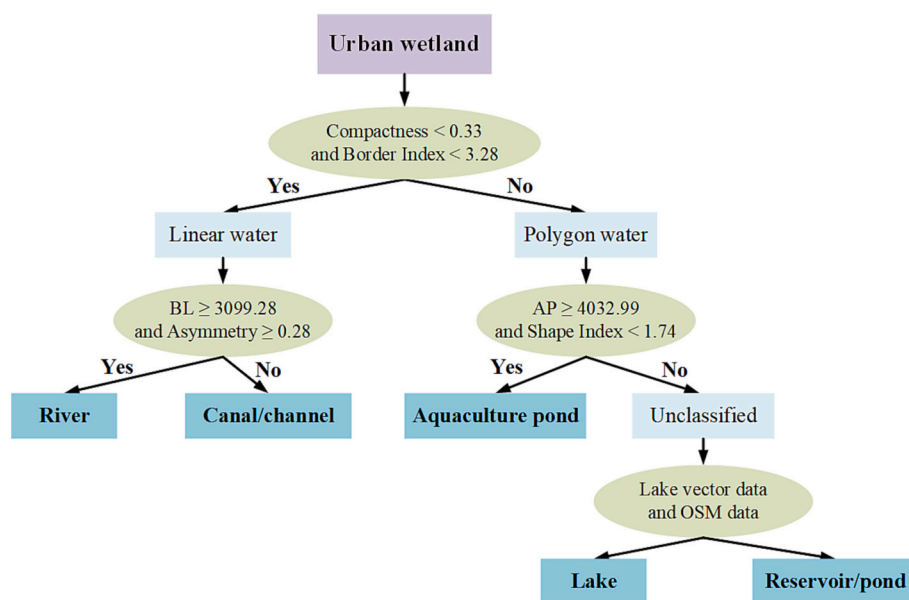 Urban wetland
Compactness < 0.33
and Border Index < 3.28
Yes
No
Linear water
Polygon water
BL ≥ 3099.28
and Asymmetry ≥ 0.28
AP ≥ 4032.99
and Shape Index < 1.74
Yes
No
Yes
No
River
Canal/channel
Aquaculture pond
Unclassified
Lake vector data
and OSM data
Lake
Reservoir/pond